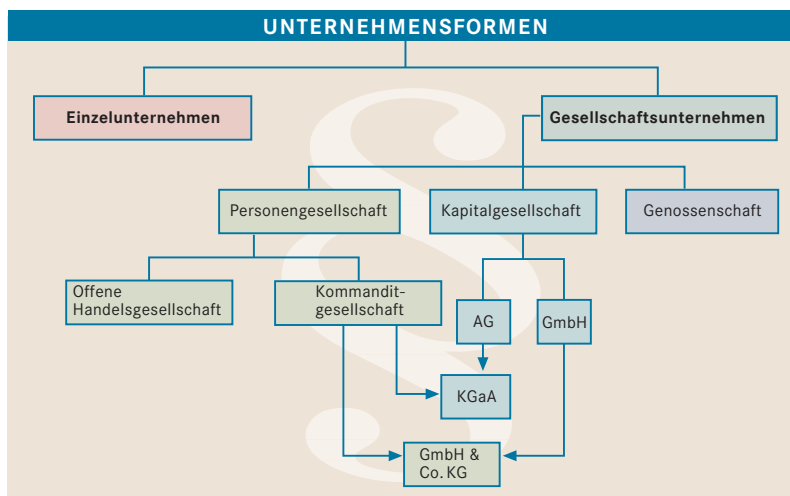 UNTERNEHMENSFORMEN
Einzelunternehmen
Gesellschaftsunternehmen
Personengesellschaft
Kapitalgesellschaft
Genossenschaft
Offene
Handelsgesellschaft
Kommandit-
gesellschaft
AG
GmbH
KGaA
GmbH &
Co. KG